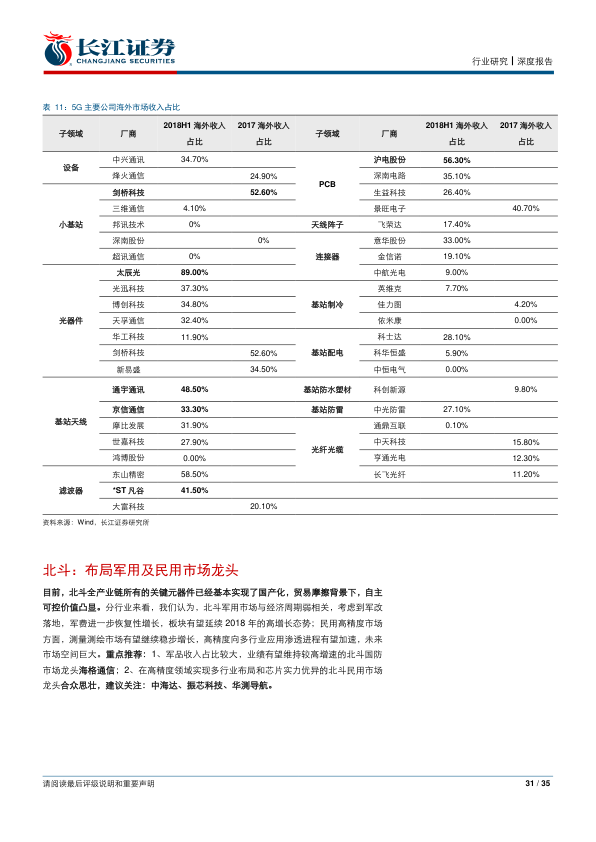 长江证券
CHANGJIANG SECURITIES
行业研究┃深度报告
表 11：5G 主要公司海外市场收入占比
子领域 厂商 2018H1 海外收入占比 2017 海外收入占比 子领域 厂商 2018H1 海外收入占比 2017 海外收入占比
设备 中兴通讯 34.70% PCB 沪电股份 56.30%
烽火通信 24.90% 深南电路 35.10%
小基站 剑桥科技 52.60% 生益科技 26.40%
三维通信 4.10% 景旺电子 40.70%
邦讯技术 0% 天线阵子 飞荣达 17.40%
深南股份 0% 连接器 意华股份 33.00%
超讯通信 0% 金信诺 19.10%
光器件 太辰光 89.00% 中航光电 9.00%
光迅科技 37.30% 基站制冷 英维克 7.70%
博创科技 34.80% 佳力图 4.20%
天孚通信 32.40% 依米康 0.00%
华工科技 11.90% 基站配电 科士达 28.10%
剑桥科技 52.60% 科华恒盛 5.90%
新易盛 34.50% 中恒电气 0.00%
基站天线 通宇通讯 48.50% 基站防水塑材 科创新源 9.80%
京信通信 33.30% 基站防雷 中光防雷 27.10%
摩比发展 31.90% 光纤光缆 通鼎互联 0.10%
世嘉科技 27.90% 中天科技 15.80%
鸿博股份 0.00% 亨通光电 12.30%
滤波器 东山精密 58.50% 长飞光纤 11.20%
*ST 凡谷 41.50%
大富科技 20.10%
资料来源：Wind，长江证券研究所
北斗：布局军用及民用市场龙头
目前，北斗全产业链所有的关键元器件已经基本实现了国产化，贸易摩擦背景下，自主
可控价值凸显。分行业来看，我们认为，北斗军用市场与经济周期弱相关，考虑到军改
落地，军费进一步恢复性增长，板块有望延续 2018 年的高增长态势；民用高精度市场
方面，测量测绘市场有望继续稳步增长，高精度向多行业应用渗透进程有望加速，未来
市场空间巨大。重点推荐：1、军品收入占比较大，业绩有望维持较高增速的北斗国防
市场龙头海格通信；2、在高精度领域实现多行业布局和芯片实力优异的北斗民用市场
龙头合众思壮，建议关注：中海达、振芯科技、华测导航。
请阅读最后评级说明和重要声明
31 / 35